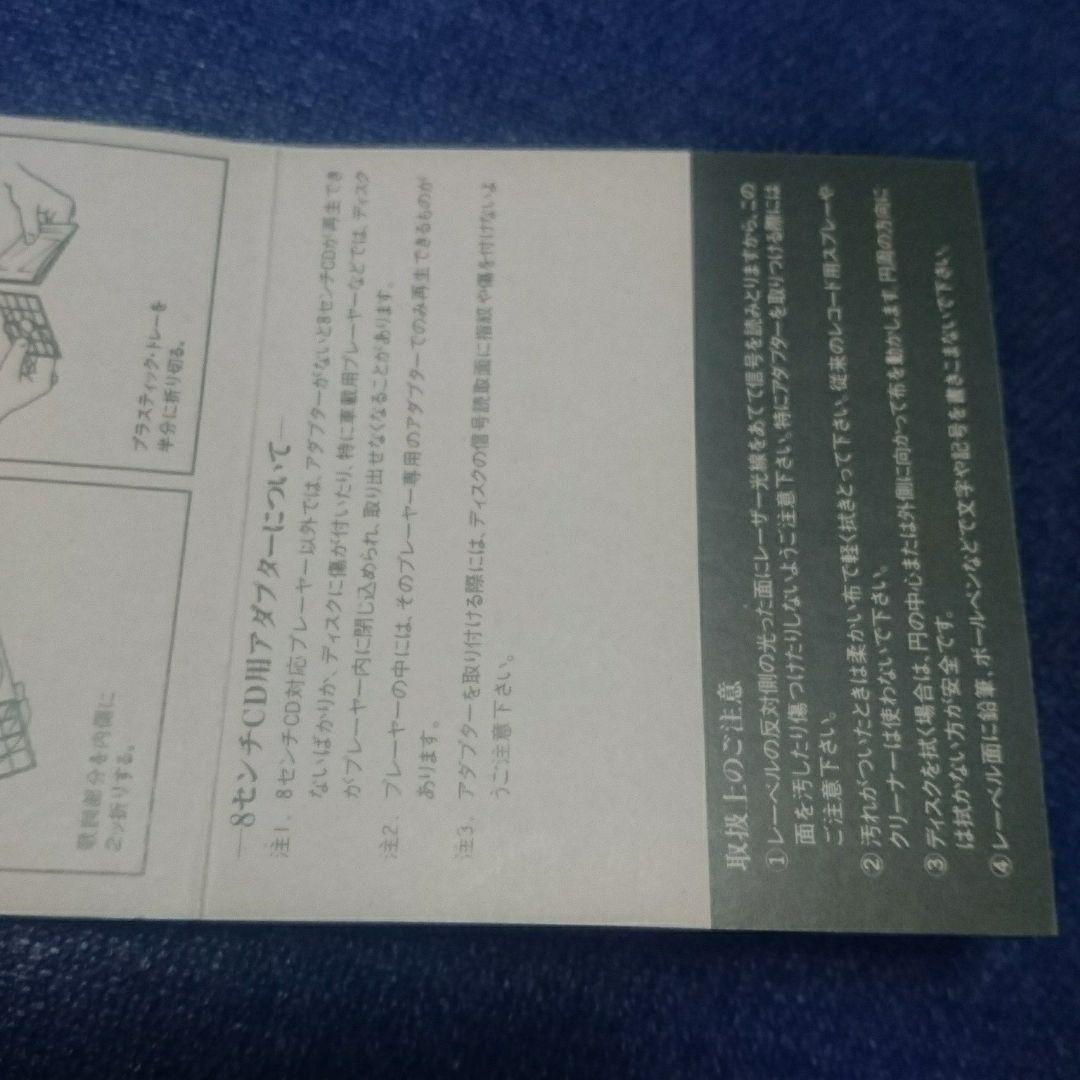 歌詞部分を内側に
2ツ折りする。
プラスティック・トレーを
半分に折り切る。
—8センチCD用アダプターについて—
注1. 8センチCD対応プレーヤー以外では、アダプターがないと8センチCDが再生でき
ないばかりか、ディスクに傷が付いたり、特に車載用プレーヤーなどでは、ディスク
がプレーヤー内に閉じ込められ、取り出せなくなることがあります。
注2. プレーヤーの中には、そのプレーヤー専用のアダプターでのみ再生できるものが
あります。
注3. アダプターを取り付ける際には、ディスクの信号読取面に指紋や傷を付けないよ
うご注意下さい。
取扱上のご注意
①レーベルの反対側の光った面にレーザー光線をあてて信号を読みとりますから、この
面を汚したり傷つけたりしないようご注意下さい。特にアダプターを取りつける際には
ご注意下さい。
②汚れがついたときは柔かい布で軽く拭きとって下さい。従来のレコード用スプレーや
クリーナーは使わないで下さい。
③ディスクを拭く場合は、円の中心または外側に向かって布を動かします。円周の方向に
は拭かない方が安全です。
④レーベル面に鉛筆、ボールペンなどで文字や記号を書きこまないで下さい。